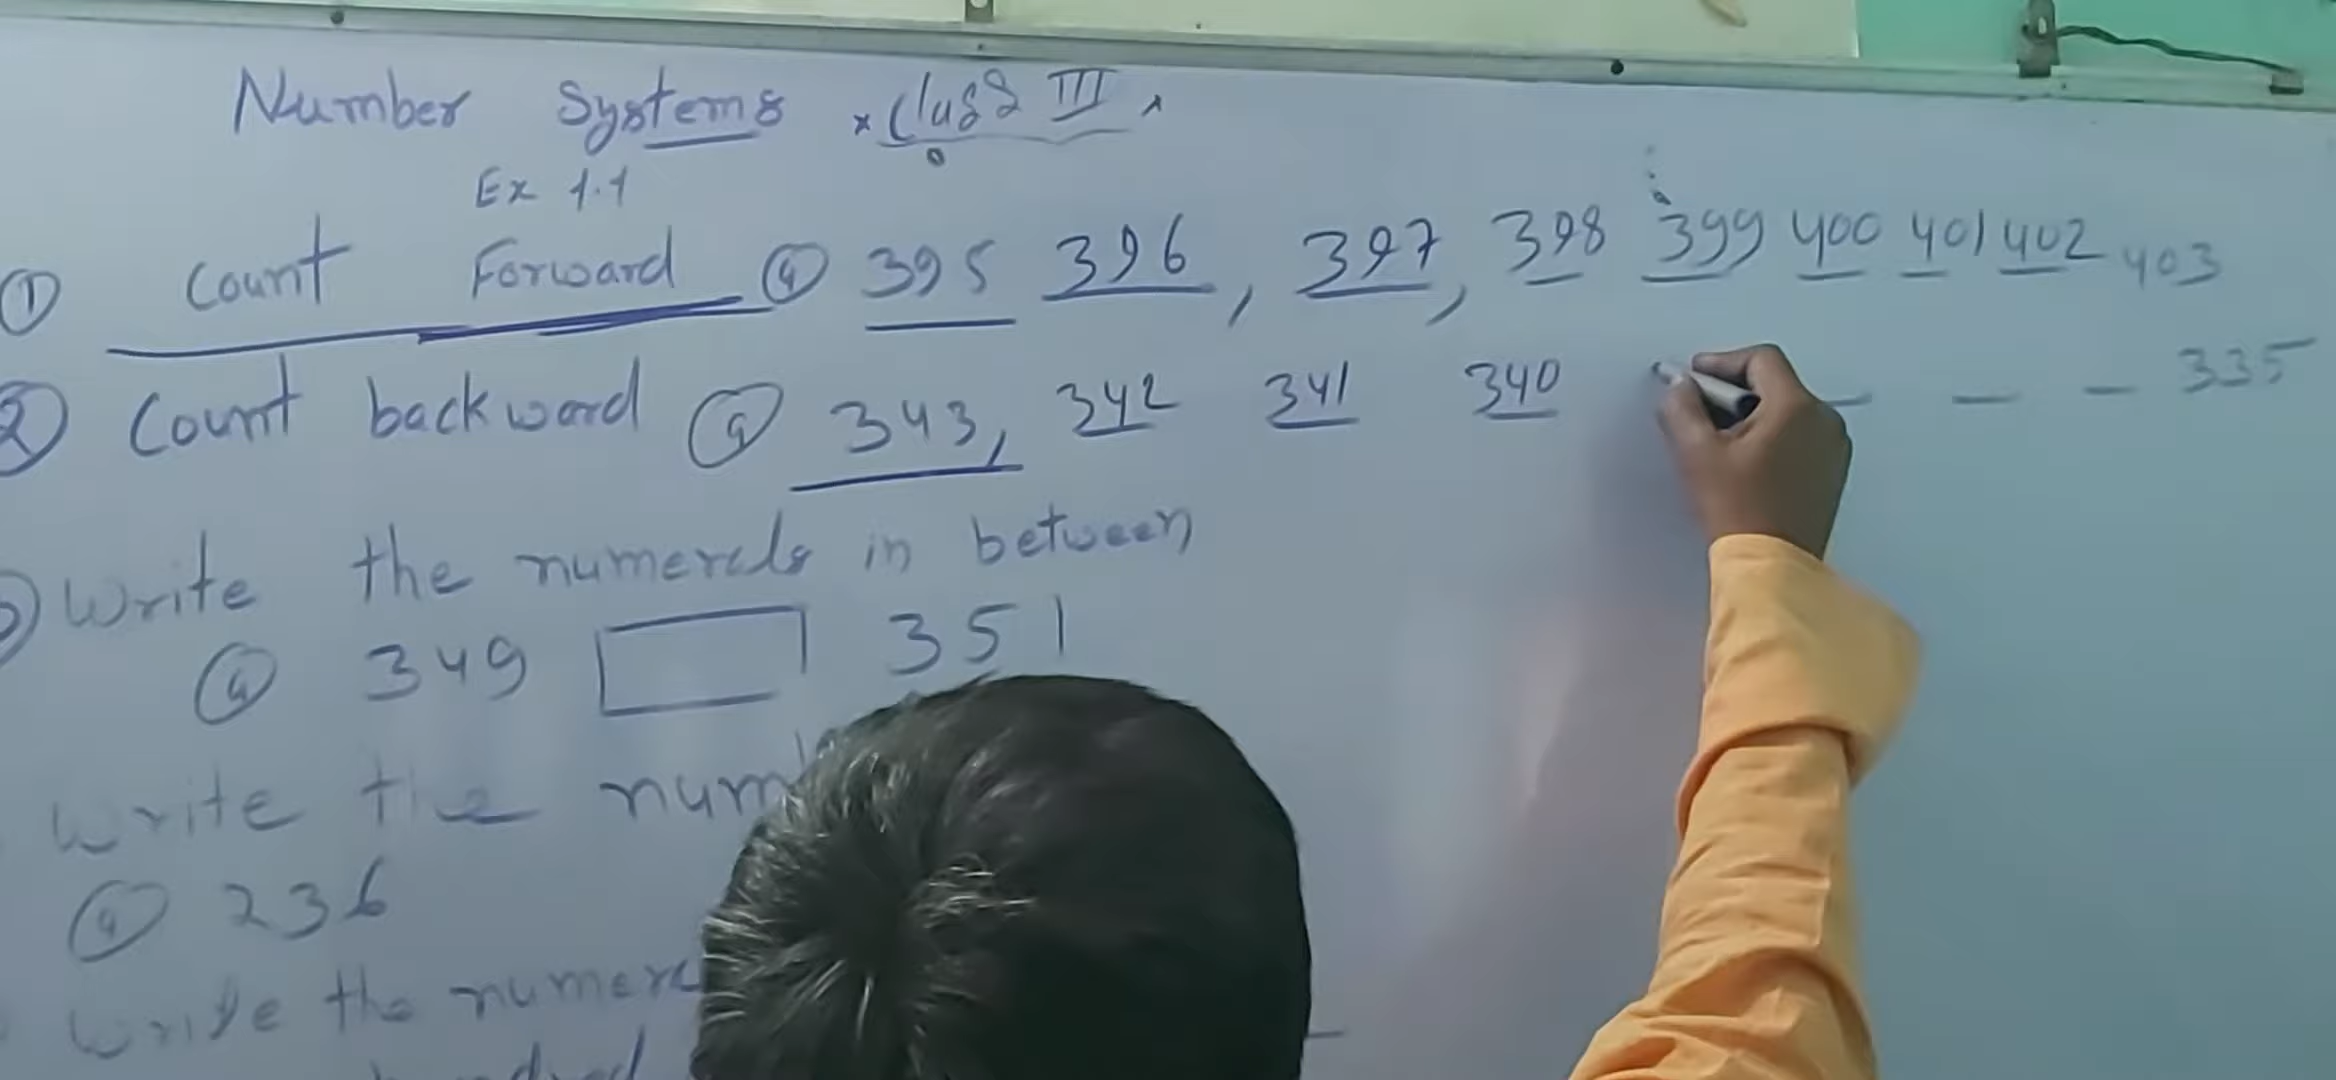 Number Systems × Class III ×
Ex 1.1
① Count Forward ⓐ 395 396, 397, 398 399 400 401 402 403
② Count backward ⓐ 343, 342 341 340 _ _ _ 335
Write the numerals in between
ⓐ 349 351
Write the
ⓐ 236
Write the